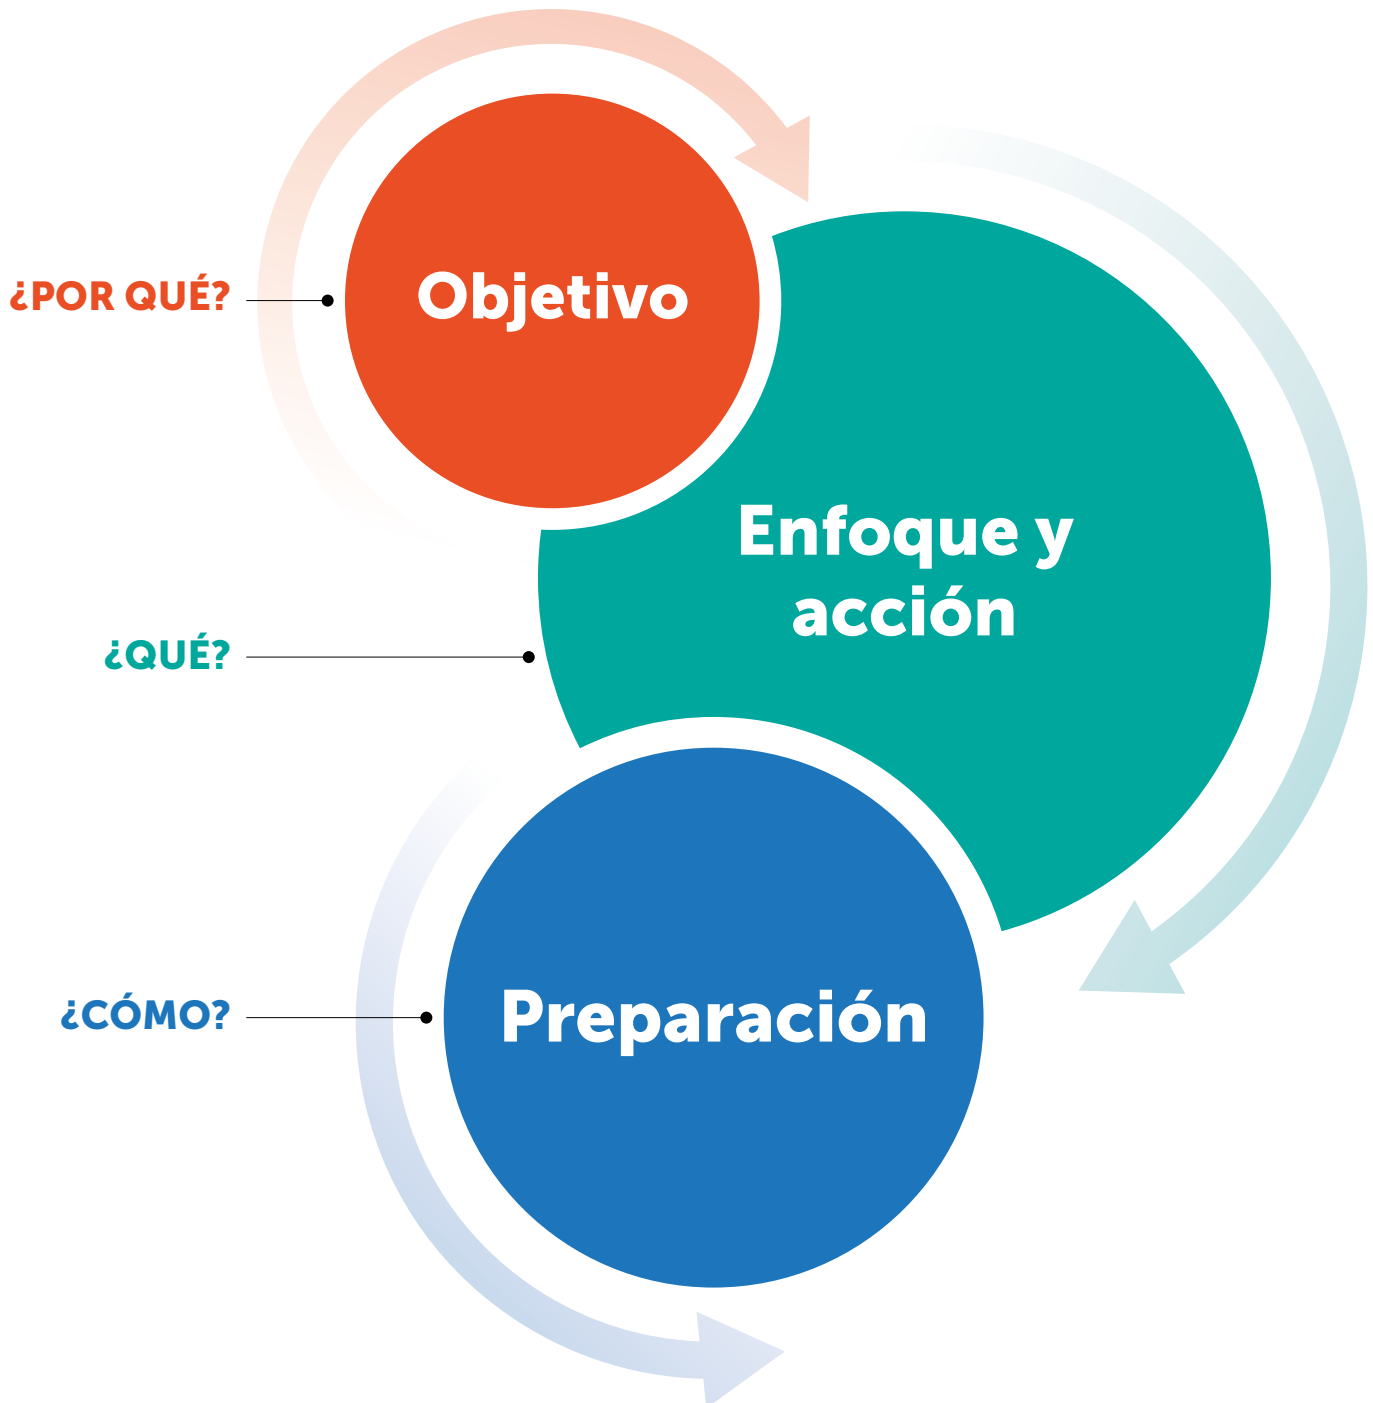 ¿POR QUÉ?
Objetivo
Enfoque y
acción
¿QUÉ?
¿CÓMO?
Preparación